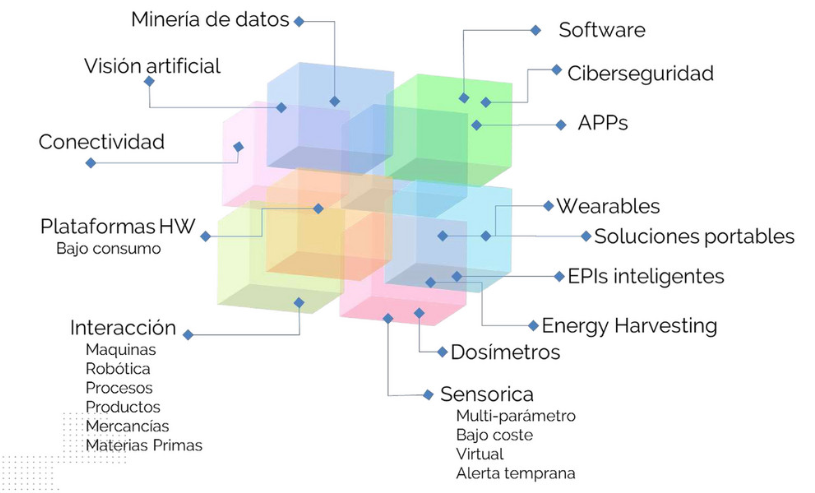 Minería de datos
Visión artificial
Conectividad
Plataformas HW
Bajo consumo
Interacción
Maquinas
Robótica
Procesos
Productos
Mercancías
Materias Primas
Software
Ciberseguridad
APPs
Wearables
Soluciones portables
EPIs inteligentes
Energy Harvesting
Dosímetros
Sensorica
Multi-parámetro
Bajo coste
Virtual
Alerta temprana